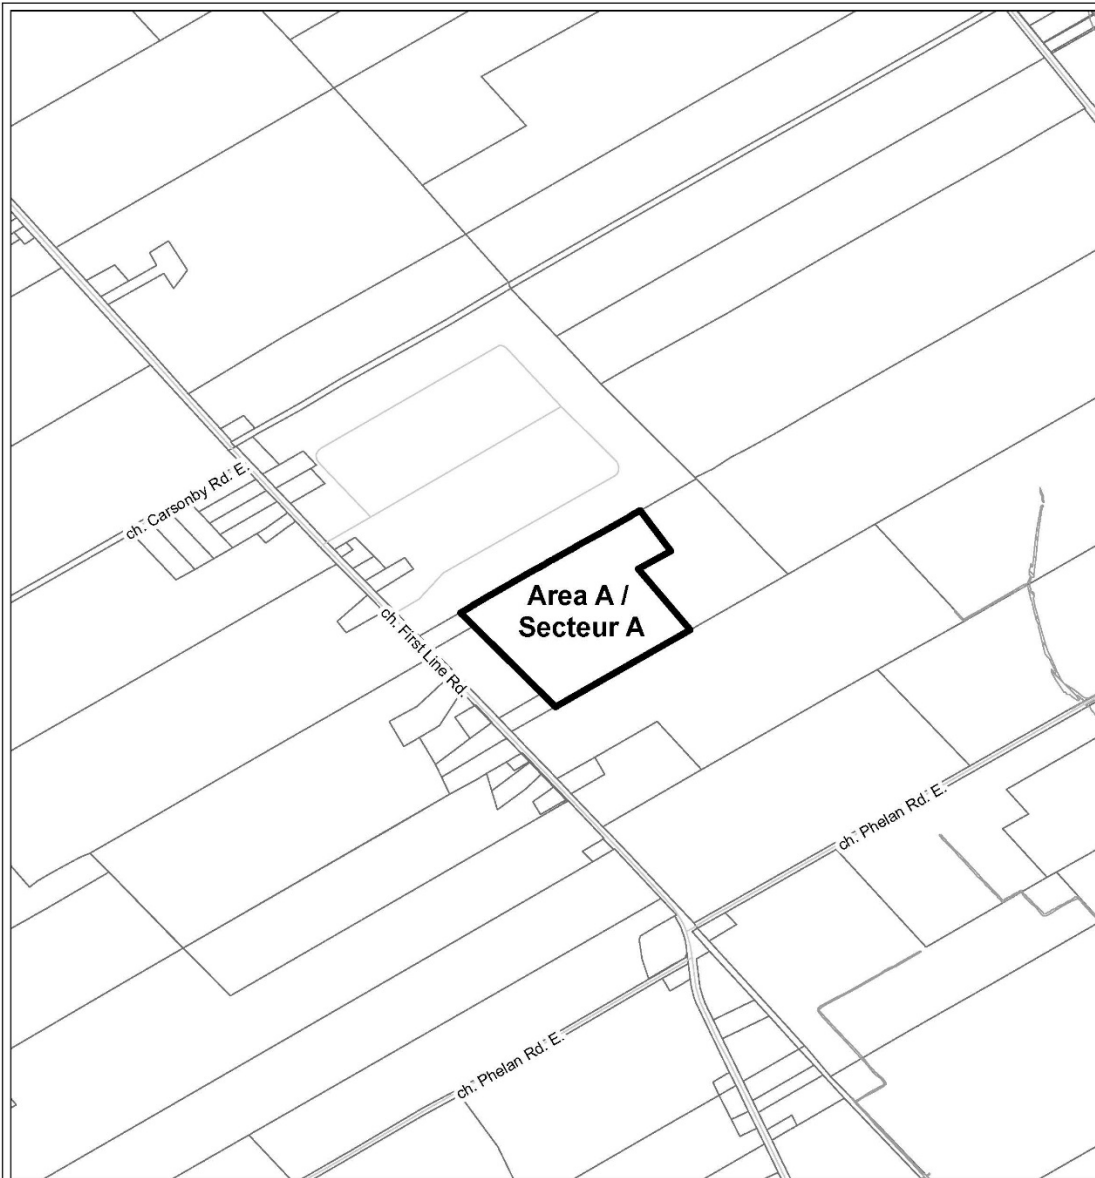 ch. Carsonby Rd. E.
Area A /
Secteur A
ch. First Line Rd.
ch. Phelan Rd. E.
ch. Phelan Rd. E.